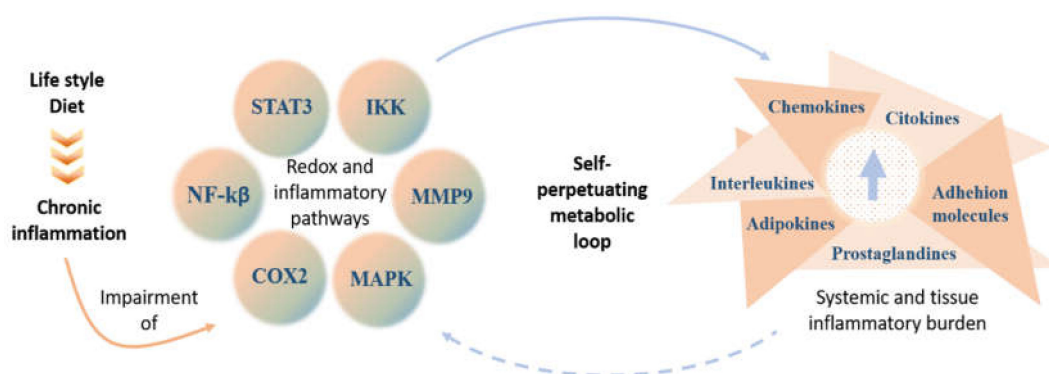 Life style
Diet
Chronic
inflammation
Impairment
of
STAT3
IKK
NF-kβ
Redox and
inflammatory
pathways
MMP9
COX2
MAPK
Self-
perpetuating
metabolic
loop
Chemokines
Citokines
Interleukines
Adhehion
molecules
Adipokines
Prostaglandines
Systemic and tissue
inflammatory burden